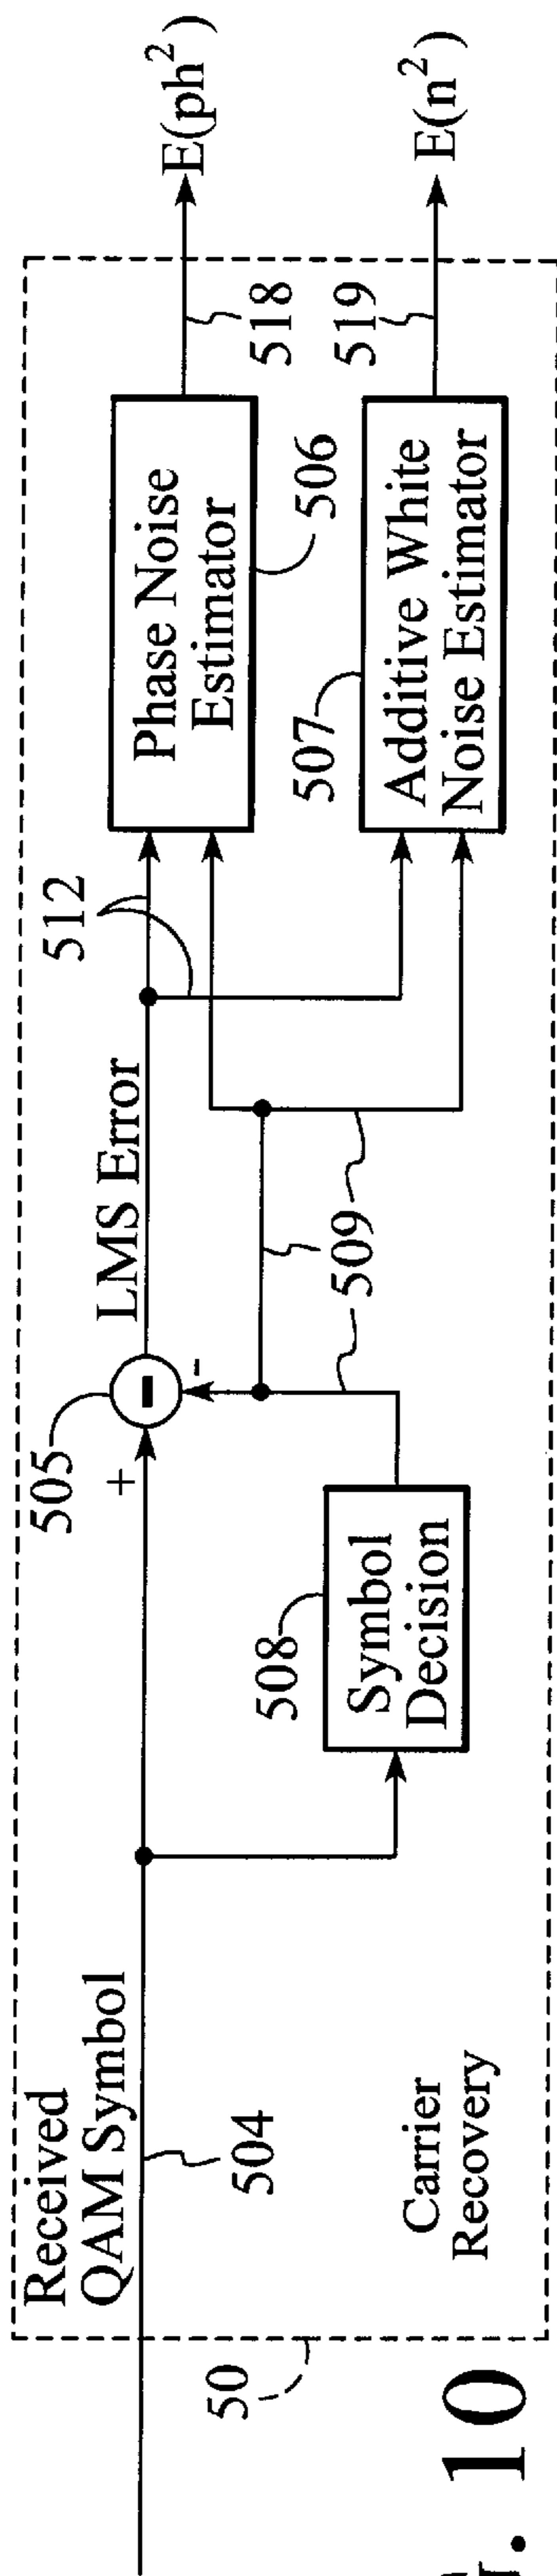 Received
QAM Symbol
504
50
Carrier
Recovery
508
Symbol
Decision
505
+
-
-
LMS Error
509
512
Phase Noise
Estimator
506
507
Additive White
Noise Estimator
518
519
E(ph²)
E(n²)
. 10